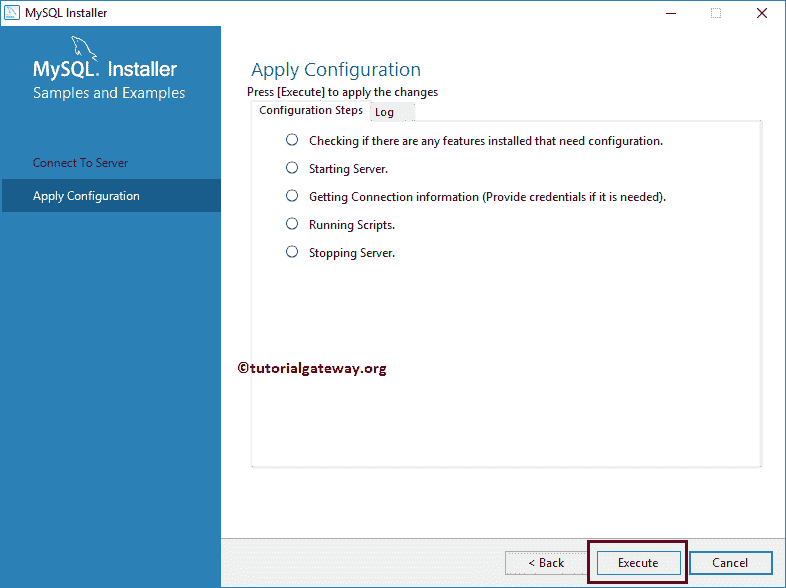 MySQL Installer
MySQL. Installer
Samples and Examples
Connect To Server
Apply Configuration
Apply Configuration
Press [Execute] to apply the changes
Configuration Steps Log
Checking if there are any features installed that need configuration.
Starting Server.
Getting Connection information (Provide credentials if it is needed).
Running Scripts.
Stopping Server.
©tutorialgateway.org
< Back Execute Cancel